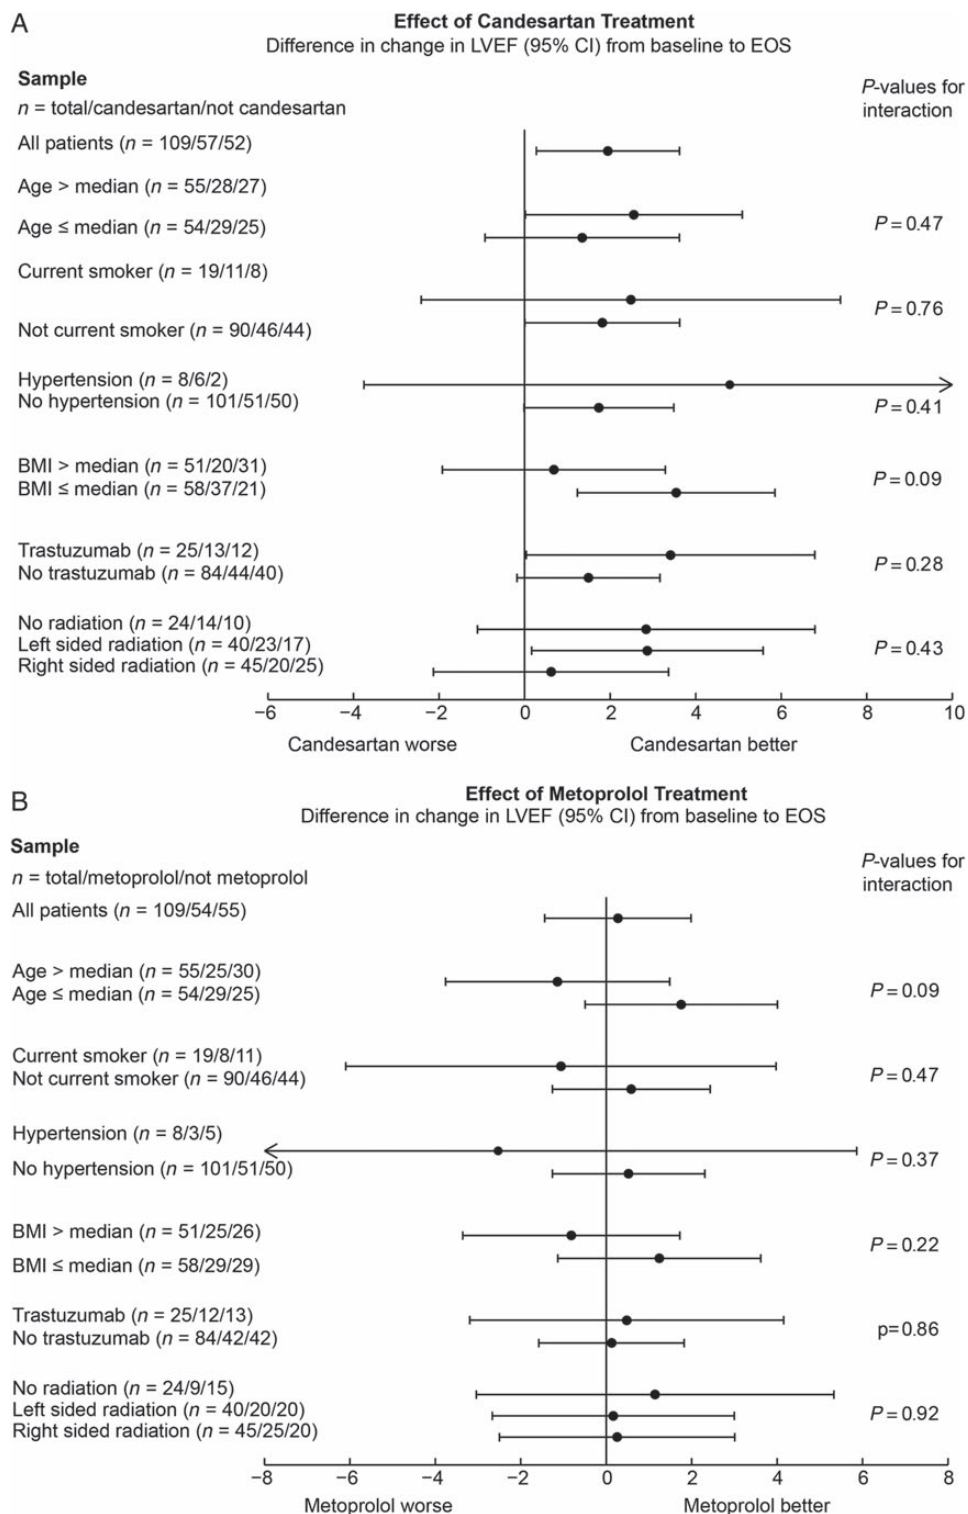 A
Effect of Candesartan Treatment
Difference in change in LVEF (95% CI) from baseline to EOS
Sample
P-values for
interaction
n = total/candesartan/not candesartan
All patients (n = 109/57/52)
Age > median (n = 55/28/27)
Age ≤ median (n = 54/29/25)
P = 0.47
Current smoker (n = 19/11/8)
P = 0.76
Not current smoker (n = 90/46/44)
Hypertension (n = 8/6/2)
No hypertension (n = 101/51/50)
P = 0.41
BMI > median (n = 51/20/31)
P = 0.09
BMI ≤ median (n = 58/37/21)
Trastuzumab (n = 25/13/12)
P = 0.28
No trastuzumab (n = 84/44/40)
No radiation (n = 24/14/10)
Left sided radiation (n = 40/23/17)
P = 0.43
Right sided radiation (n = 45/20/25)
−6 −4 −2 0 2 4 6 8 10
Candesartan worse Candesartan better
B
Effect of Metoprolol Treatment
Difference in change in LVEF (95% CI) from baseline to EOS
Sample
P-values for
interaction
n = total/metoprolol/not metoprolol
All patients (n = 109/54/55)
Age > median (n = 55/25/30)
P = 0.09
Age ≤ median (n = 54/29/25)
Current smoker (n = 19/8/11)
P = 0.47
Not current smoker (n = 90/46/44)
Hypertension (n = 8/3/5)
P = 0.37
No hypertension (n = 101/51/50)
BMI > median (n = 51/25/26)
P = 0.22
BMI ≤ median (n = 58/29/29)
Trastuzumab (n = 25/12/13)
p=0.86
No trastuzumab (n = 84/42/42)
No radiation (n = 24/9/15)
Left sided radiation (n = 40/20/20)
P = 0.92
Right sided radiation (n = 45/25/20)
−8 −6 −4 −2 0 2 4 6 8
Metoprolol worse Metoprolol better